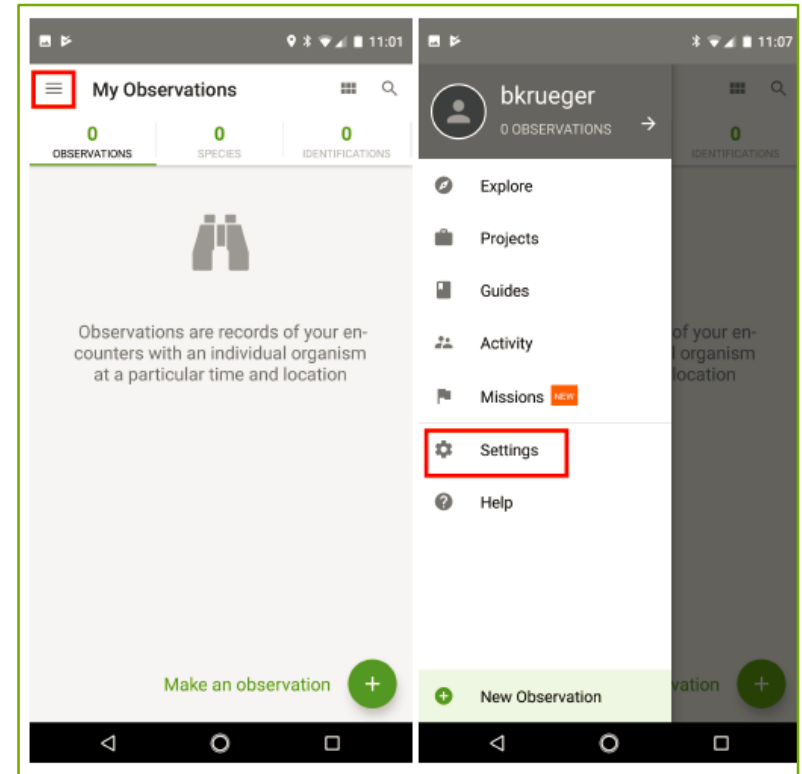 11:01
My Observations
0 0 0
OBSERVATIONS SPECIES IDENTIFICATIONS
Observations are records of your en-
counters with an individual organism
at a particular time and location
Make an observation
11:07
bkrueger
0 OBSERVATIONS
0
IDENTIFICATIONS
Explore
Projects
Guides
of your en-
Activity
l organism
location
Missions NEW
Settings
Help
New Observation
vation